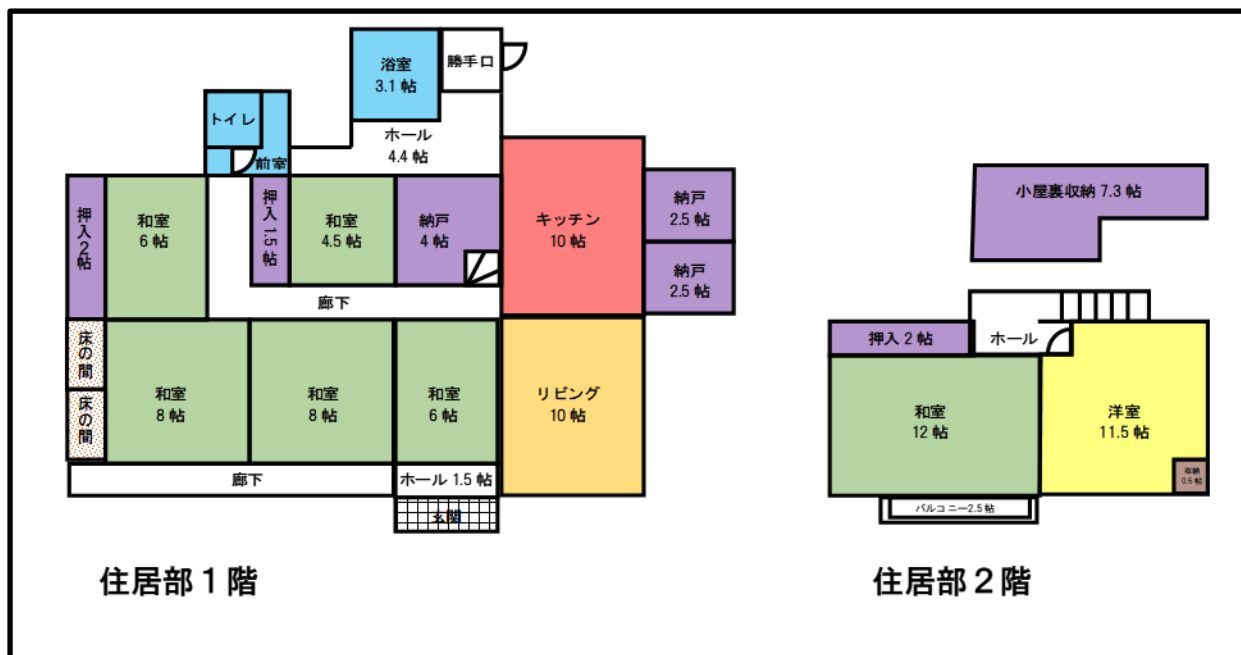 浴室
3.1 帖
勝手口
トイレ
前室
ホール
4.4 帖
押入 2帖
和室
6 帖
押入 1.5 帖
和室
4.5 帖
納戸
4 帖
キッチン
10 帖
納戸
2.5 帖
納戸
2.5 帖
廊下
床の間
床の間
和室
8 帖
和室
8 帖
和室
6 帖
リビング
10 帖
廊下
ホール 1.5 帖
玄関
住居部１階
小屋裏収納 7.3 帖
押入 2 帖
ホール
和室
12 帖
洋室
11.5 帖
収納
0.5 帖
バルコニー2.5 帖
住居部２階